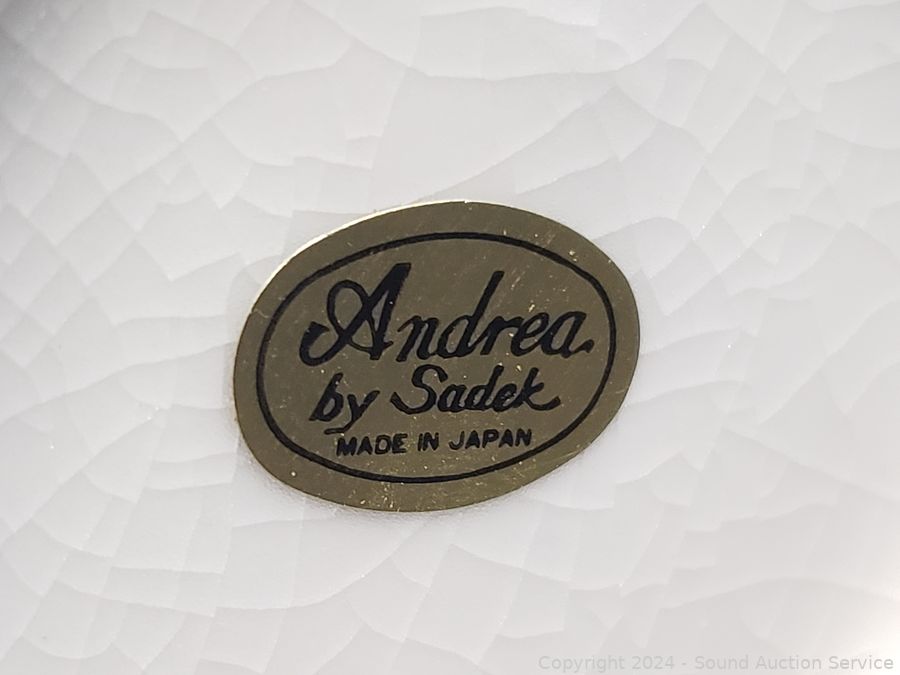 Andrea
by Sadek
MADE IN JAPAN
Copyright 2024 - Sound Auction Service